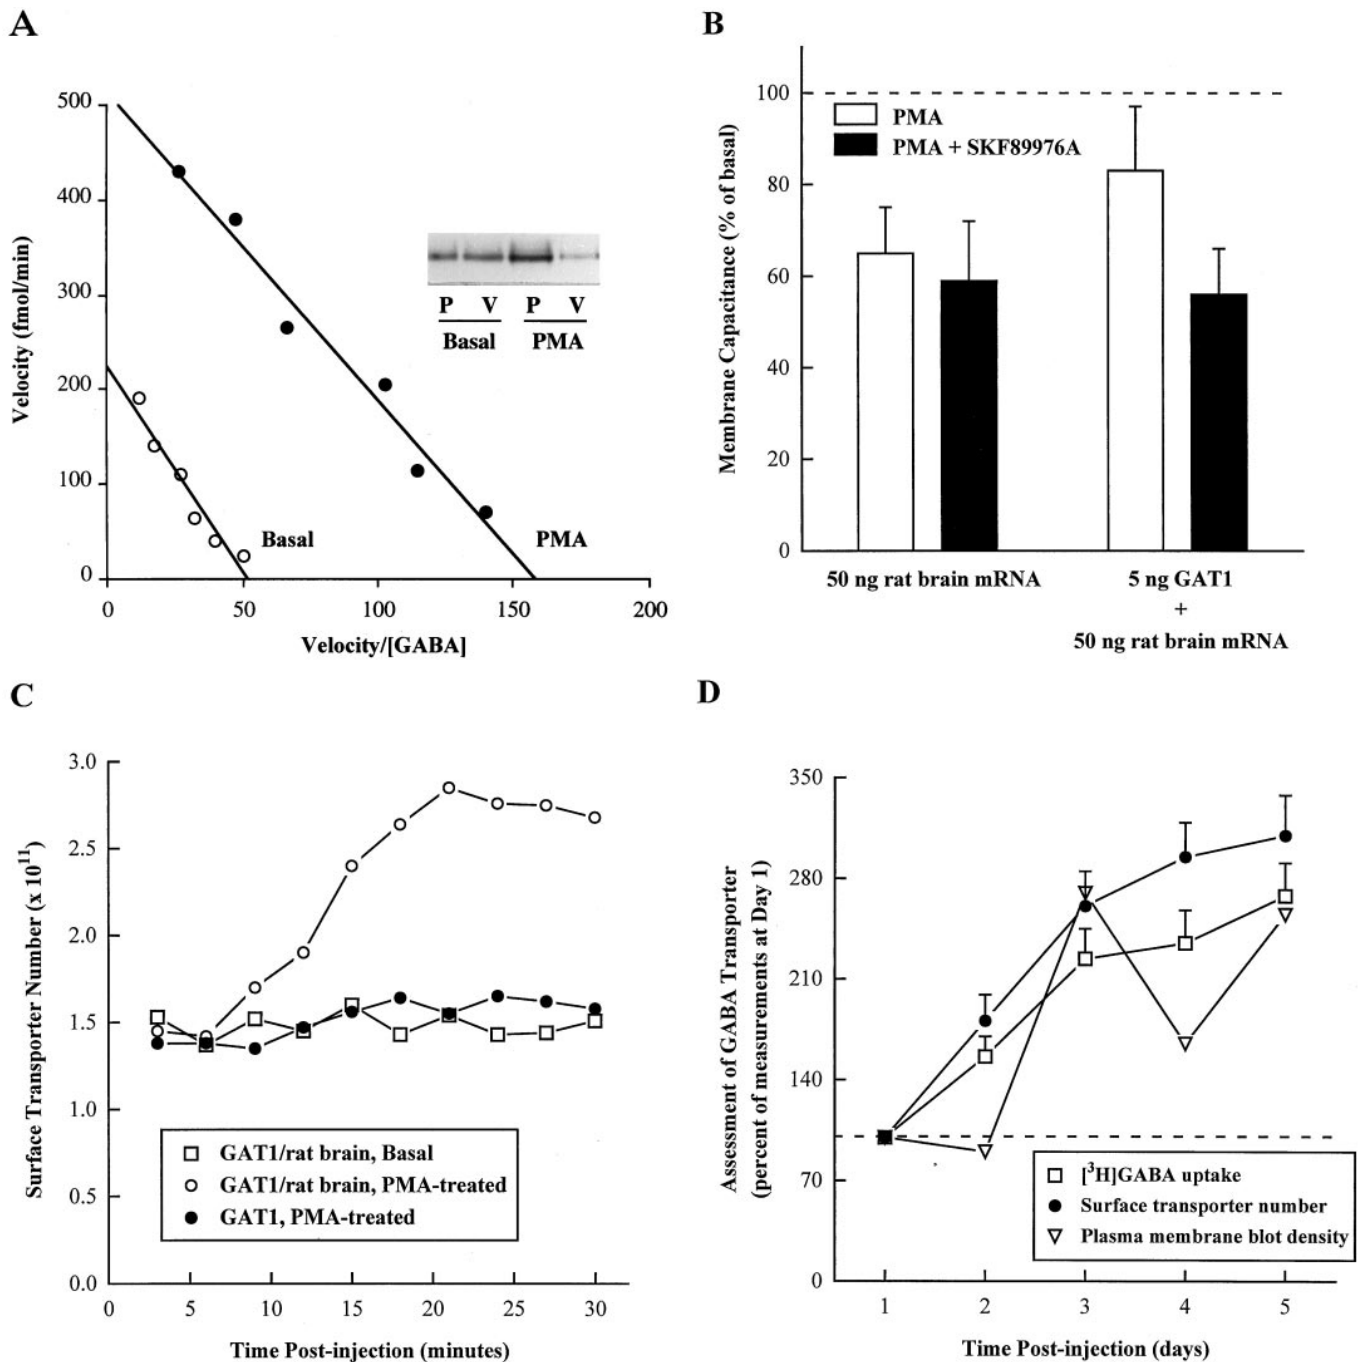 A
500
400
300
200
100
0
Velocity (fmol/min)
P V P V
Basal PMA
Basal
PMA
0 50 100 150 200
Velocity/[GABA]
B
100
80
60
40
20
0
Membrane Capacitance (% of basal)
PMA
PMA + SKF89976A
50 ng rat brain mRNA
5 ng GAT1
+
50 ng rat brain mRNA
C
3.0
2.5
2.0
1.5
1.0
0.5
0.0
Surface Transporter Number (x 10¹¹)
GAT1/rat brain, Basal
GAT1/rat brain, PMA-treated
GAT1, PMA-treated
0 5 10 15 20 25 30
Time Post-injection (minutes)
D
350
280
210
140
70
0
Assessment of GABA Transporter
(percent of measurements at Day 1)
[³H]GABA uptake
Surface transporter number
Plasma membrane blot density
1 2 3 4 5
Time Post-injection (days)